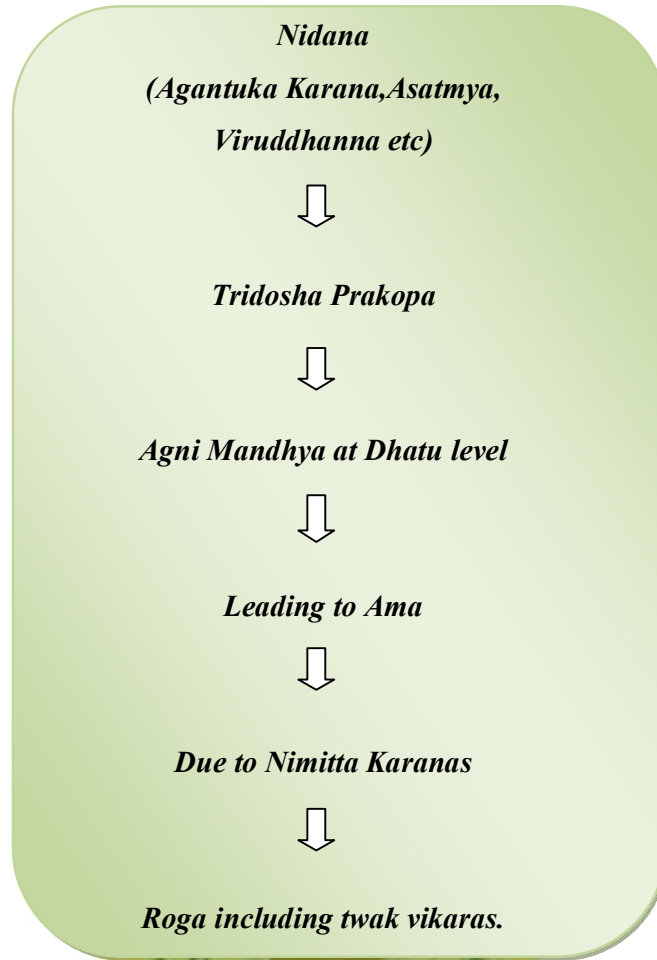 Nidana
(Agantuka Karana,Asatmya,
Viruddhanna etc)
Tridosha Prakopa
Agni Mandhya at Dhatu level
Leading to Ama
Due to Nimitta Karanas
Roga including twak vikaras.